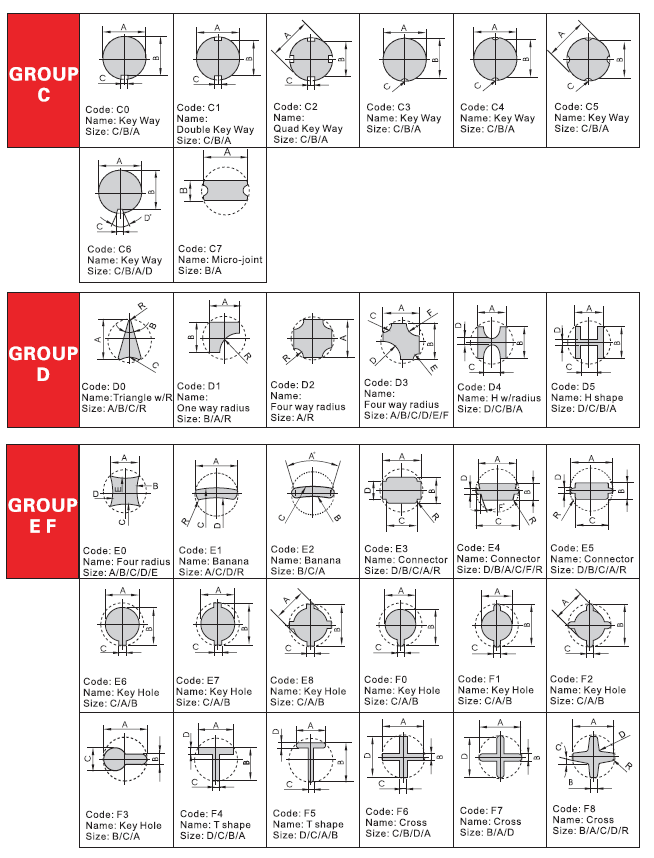 GROUP
C
Code: C0
Name: Key Way
Size: C/B/A
Code: C1
Name:
Double Key Way
Size: C/B/A
Code: C2
Name:
Quad Key Way
Size: C/B/A
Code: C3
Name: Key Way
Size: C/B/A
Code: C4
Name: Key Way
Size: C/B/A
Code: C5
Name: Key Way
Size: C/B/A
Code: C6
Name: Key Way
Size: C/B/A/D
Code: C7
Name: Micro-joint
Size: B/A
GROUP
D
Code: D0
Name:Triangle w/R
Size: A/B/C/R
Code: D1
Name:
One way radius
Size: B/A/R
Code: D2
Name:
Four way radius
Size: A/R
Code: D3
Name:
Four way radius
Size: A/B/C/D/E/F
Code: D4
Name: H w/radius
Size: D/C/B/A
Code: D5
Name: H shape
Size: D/C/B/A
GROUP
E F
Code: E0
Name: Four radius
Size: A/B/C/D/E
Code: E1
Name: Banana
Size: A/C/D/R
Code: E2
Name: Banana
Size: B/C/A
Code: E3
Name: Connector
Size: D/B/C/A/R
Code: E4
Name: Connector
Size: D/B/A/C/F/R
Code: E5
Name: Connector
Size: D/B/C/A/R
Code: E6
Name: Key Hole
Size: C/A/B
Code: E7
Name: Key Hole
Size: C/A/B
Code: E8
Name: Key Hole
Size: C/A/B
Code: F0
Name: Key Hole
Size: C/A/B
Code: F1
Name: Key Hole
Size: C/A/B
Code: F2
Name: Key Hole
Size: C/A/B
Code: F3
Name: Key Hole
Size: B/C/A
Code: F4
Name: T shape
Size: D/C/B/A
Code: F5
Name: T shape
Size: D/C/A/B
Code: F6
Name: Cross
Size: C/B/D/A
Code: F7
Name: Cross
Size: B/A/D
Code: F8
Name: Cross
Size: B/A/C/D/R